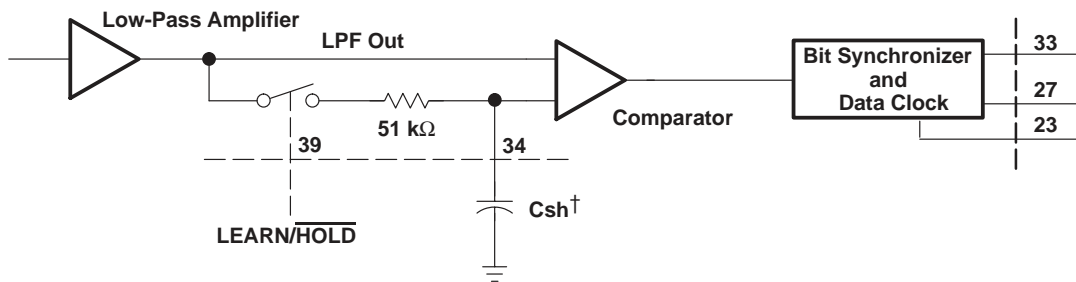 Low-Pass Amplifier
LPF Out
Bit Synchronizer
and
Data Clock
33
27
23
51 kΩ
Comparator
39
34
Csh†
LEARN/HOLD